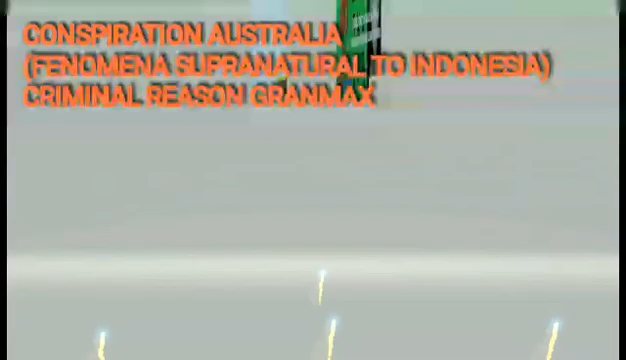 CONSPIRATION AUSTRALIA
(FENOMENA SUPRANATURAL TO INDONESIA)
CRIMINAL REASON GRANMAX